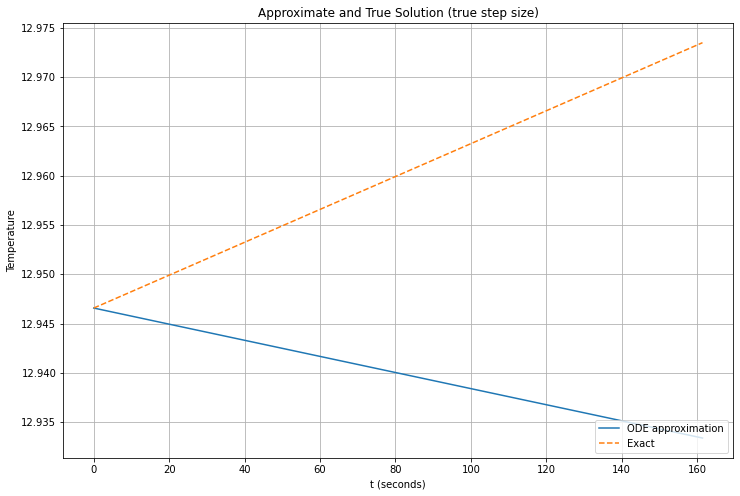 Approximate and True Solution (true step size)
12.975
12.970
12.965
12.960
12.955
12.950
12.945
12.940
12.935
Temperature
0 20 40 60 80 100 120 140 160
t (seconds)
ODE approximation
Exact